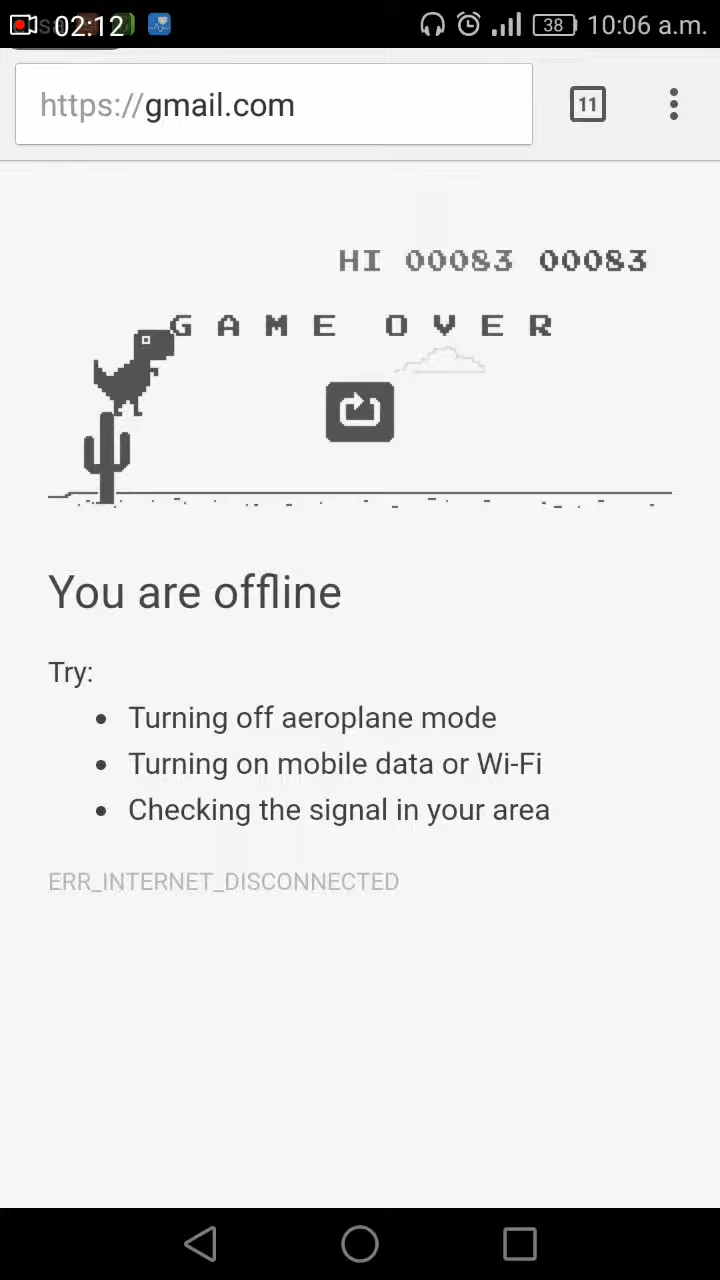 02:12 38 10:06 a.m.
https://gmail.com 11
HI 00083 00083
GAME OVER
You are offline
Try:
• Turning off aeroplane mode
• Turning on mobile data or Wi-Fi
• Checking the signal in your area
ERR_INTERNET_DISCONNECTED